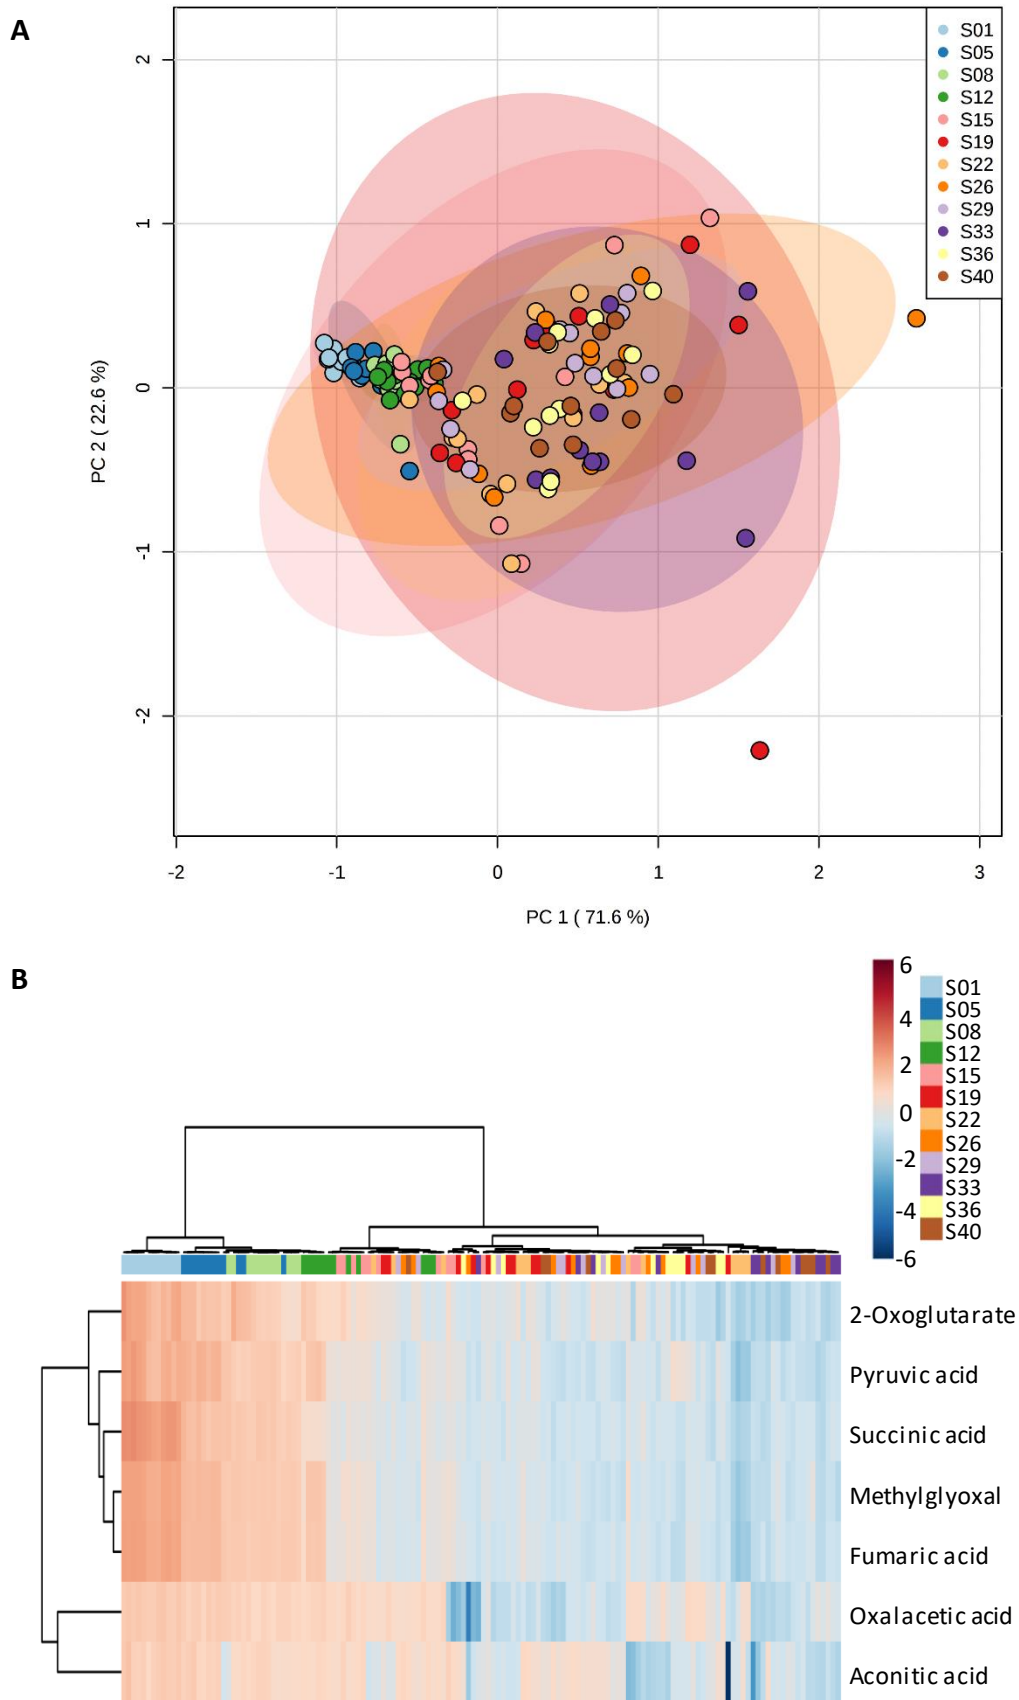 A
S01
S05
S08
S12
S15
S19
S22
S26
S29
S33
S36
S40
2
1
0
-1
-2
PC 2 ( 22.6 %)
-2
-1
0
1
2
3
PC 1 ( 71.6 %)
B
6
4
2
0
-2
-4
-6
S01
S05
S08
S12
S15
S19
S22
S26
S29
S33
S36
S40
2-Oxoglutarate
Pyruvic acid
Succinic acid
Methylglyoxal
Fumaric acid
Oxalacetic acid
Aconitic acid